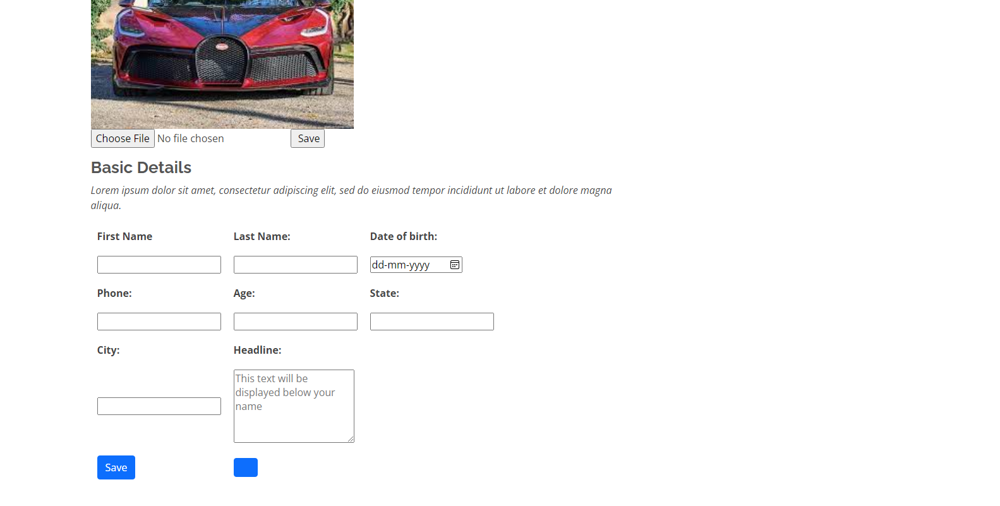 Choose File No file chosen Save
Basic Details
Lorem ipsum dolor sit amet, consectetur adipiscing elit, sed do eiusmod tempor incididunt ut labore et dolore magna
aliqua.
First Name Last Name: Date of birth:
dd-mm-yyyy
Phone: Age: State:
City: Headline:
This text will be
displayed below your
name
Save